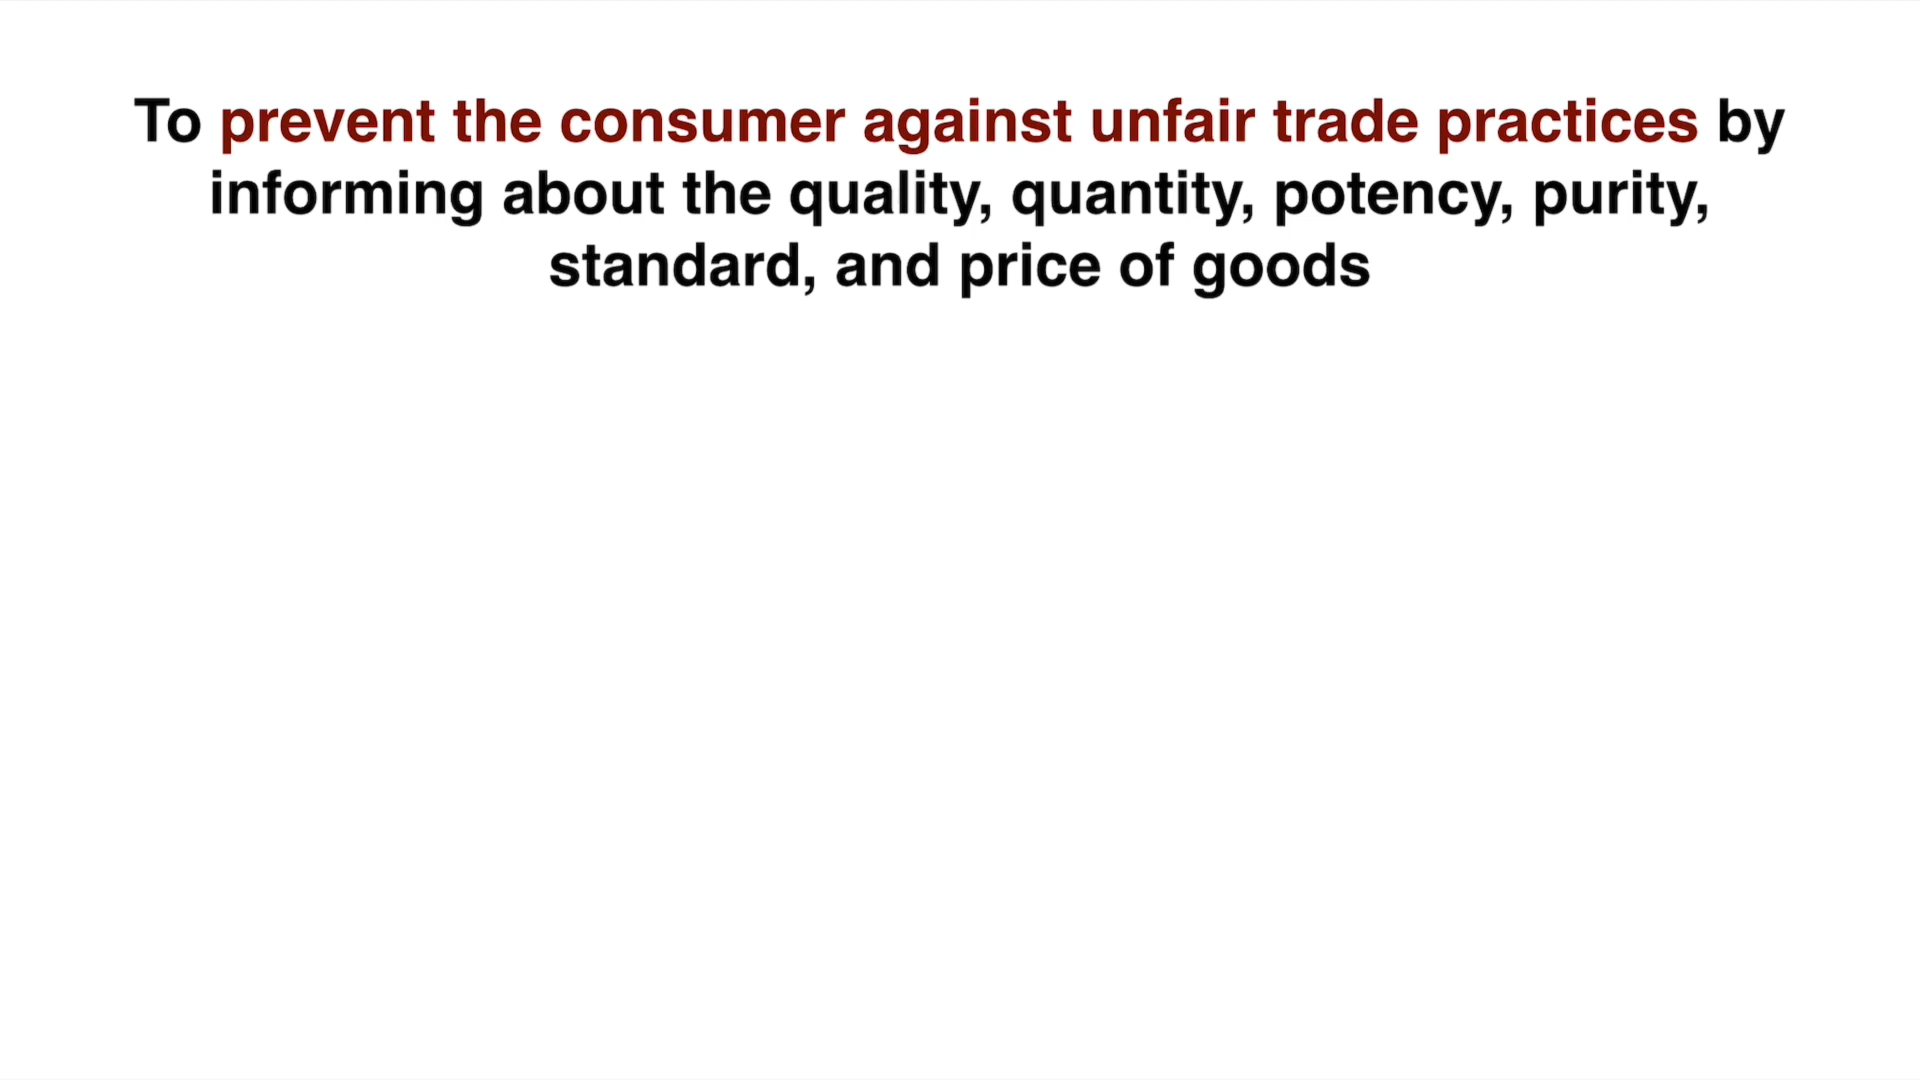 To prevent the consumer against unfair trade practices by
informing about the quality, quantity, potency, purity,
standard, and price of goods